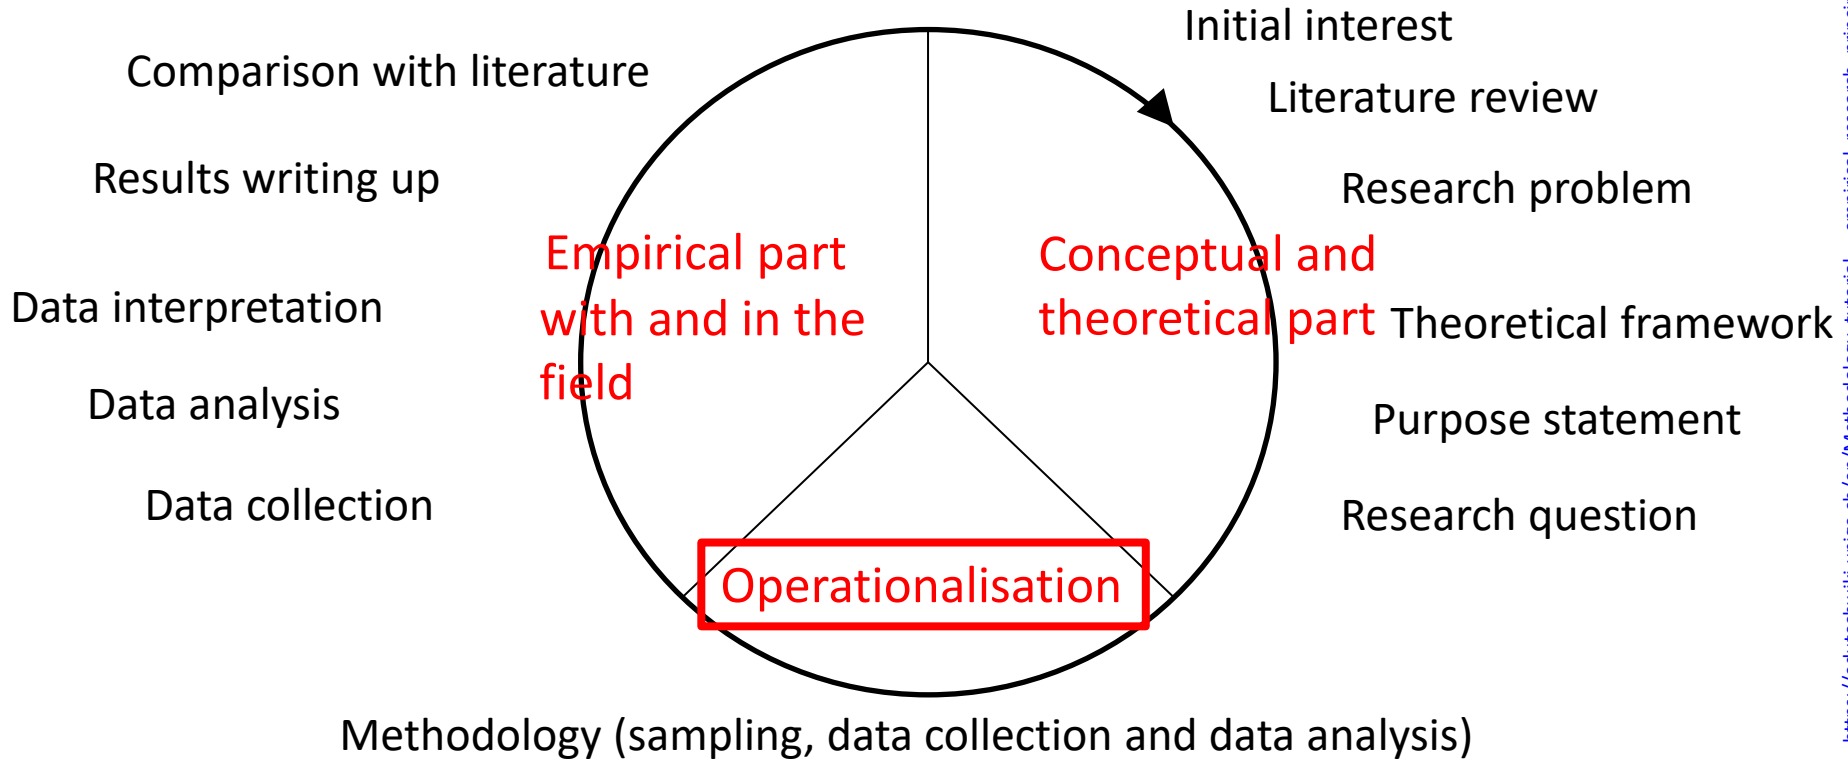 Initial interest
Comparison with literature
Literature review
Results writing up
Research problem
Empirical part
with and in the
field
Conceptual and
theoretical part
Data interpretation
Theoretical framework
Data analysis
Purpose statement
Data collection
Research question
Operationalisation
Methodology (sampling, data collection and data analysis)